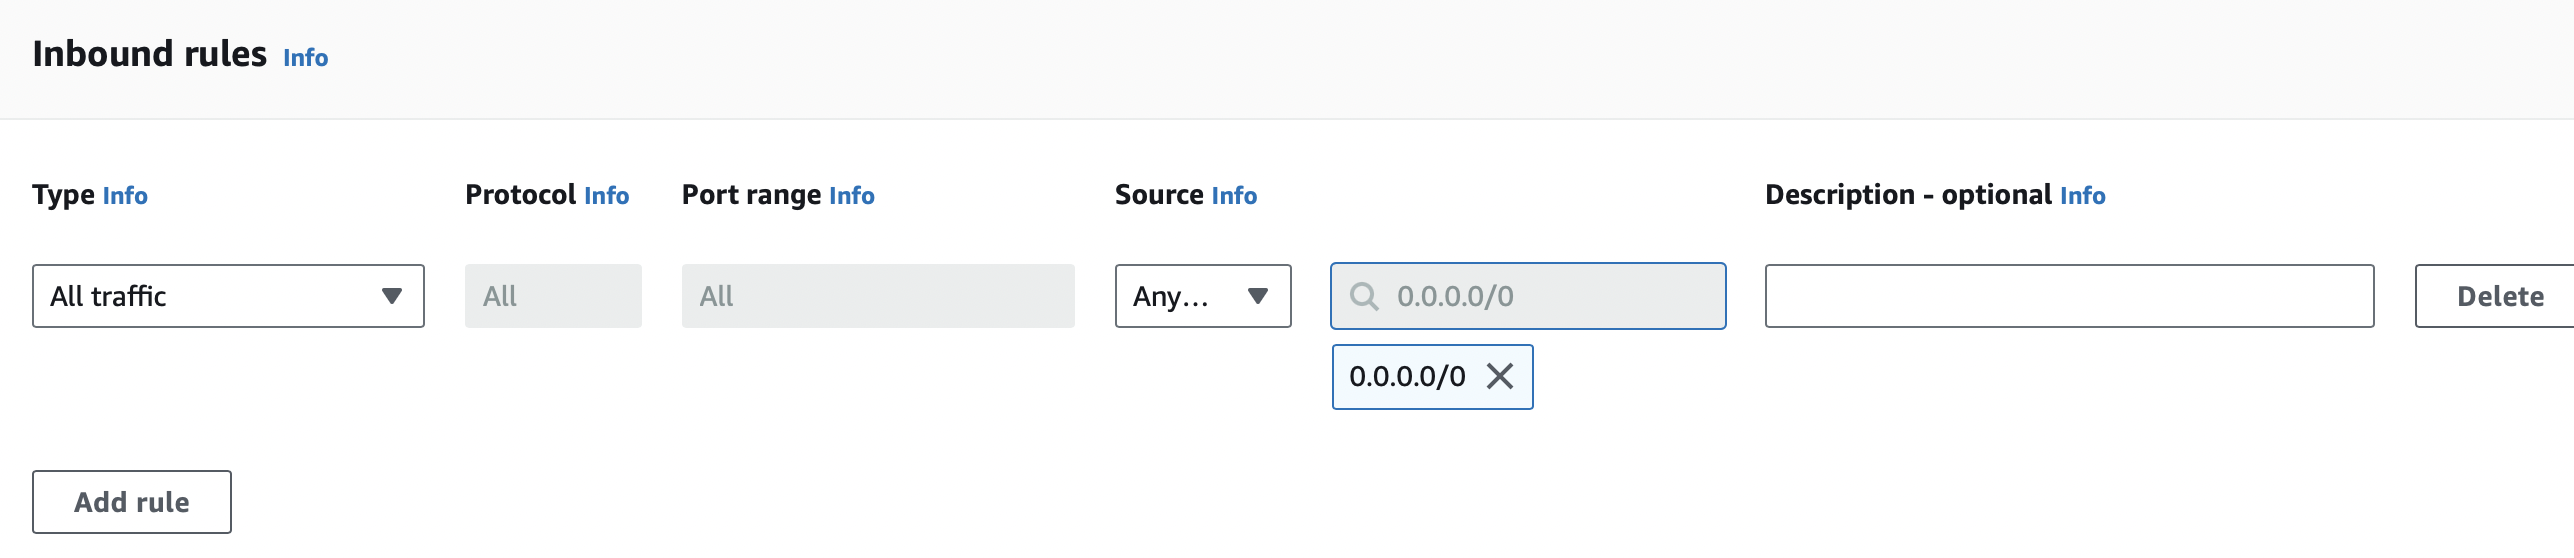 Inbound rules Info
Type Info Protocol Info Port range Info Source Info Description - optional Info
All traffic All All Any... 0.0.0.0/0 Delete
0.0.0.0/0
Add rule